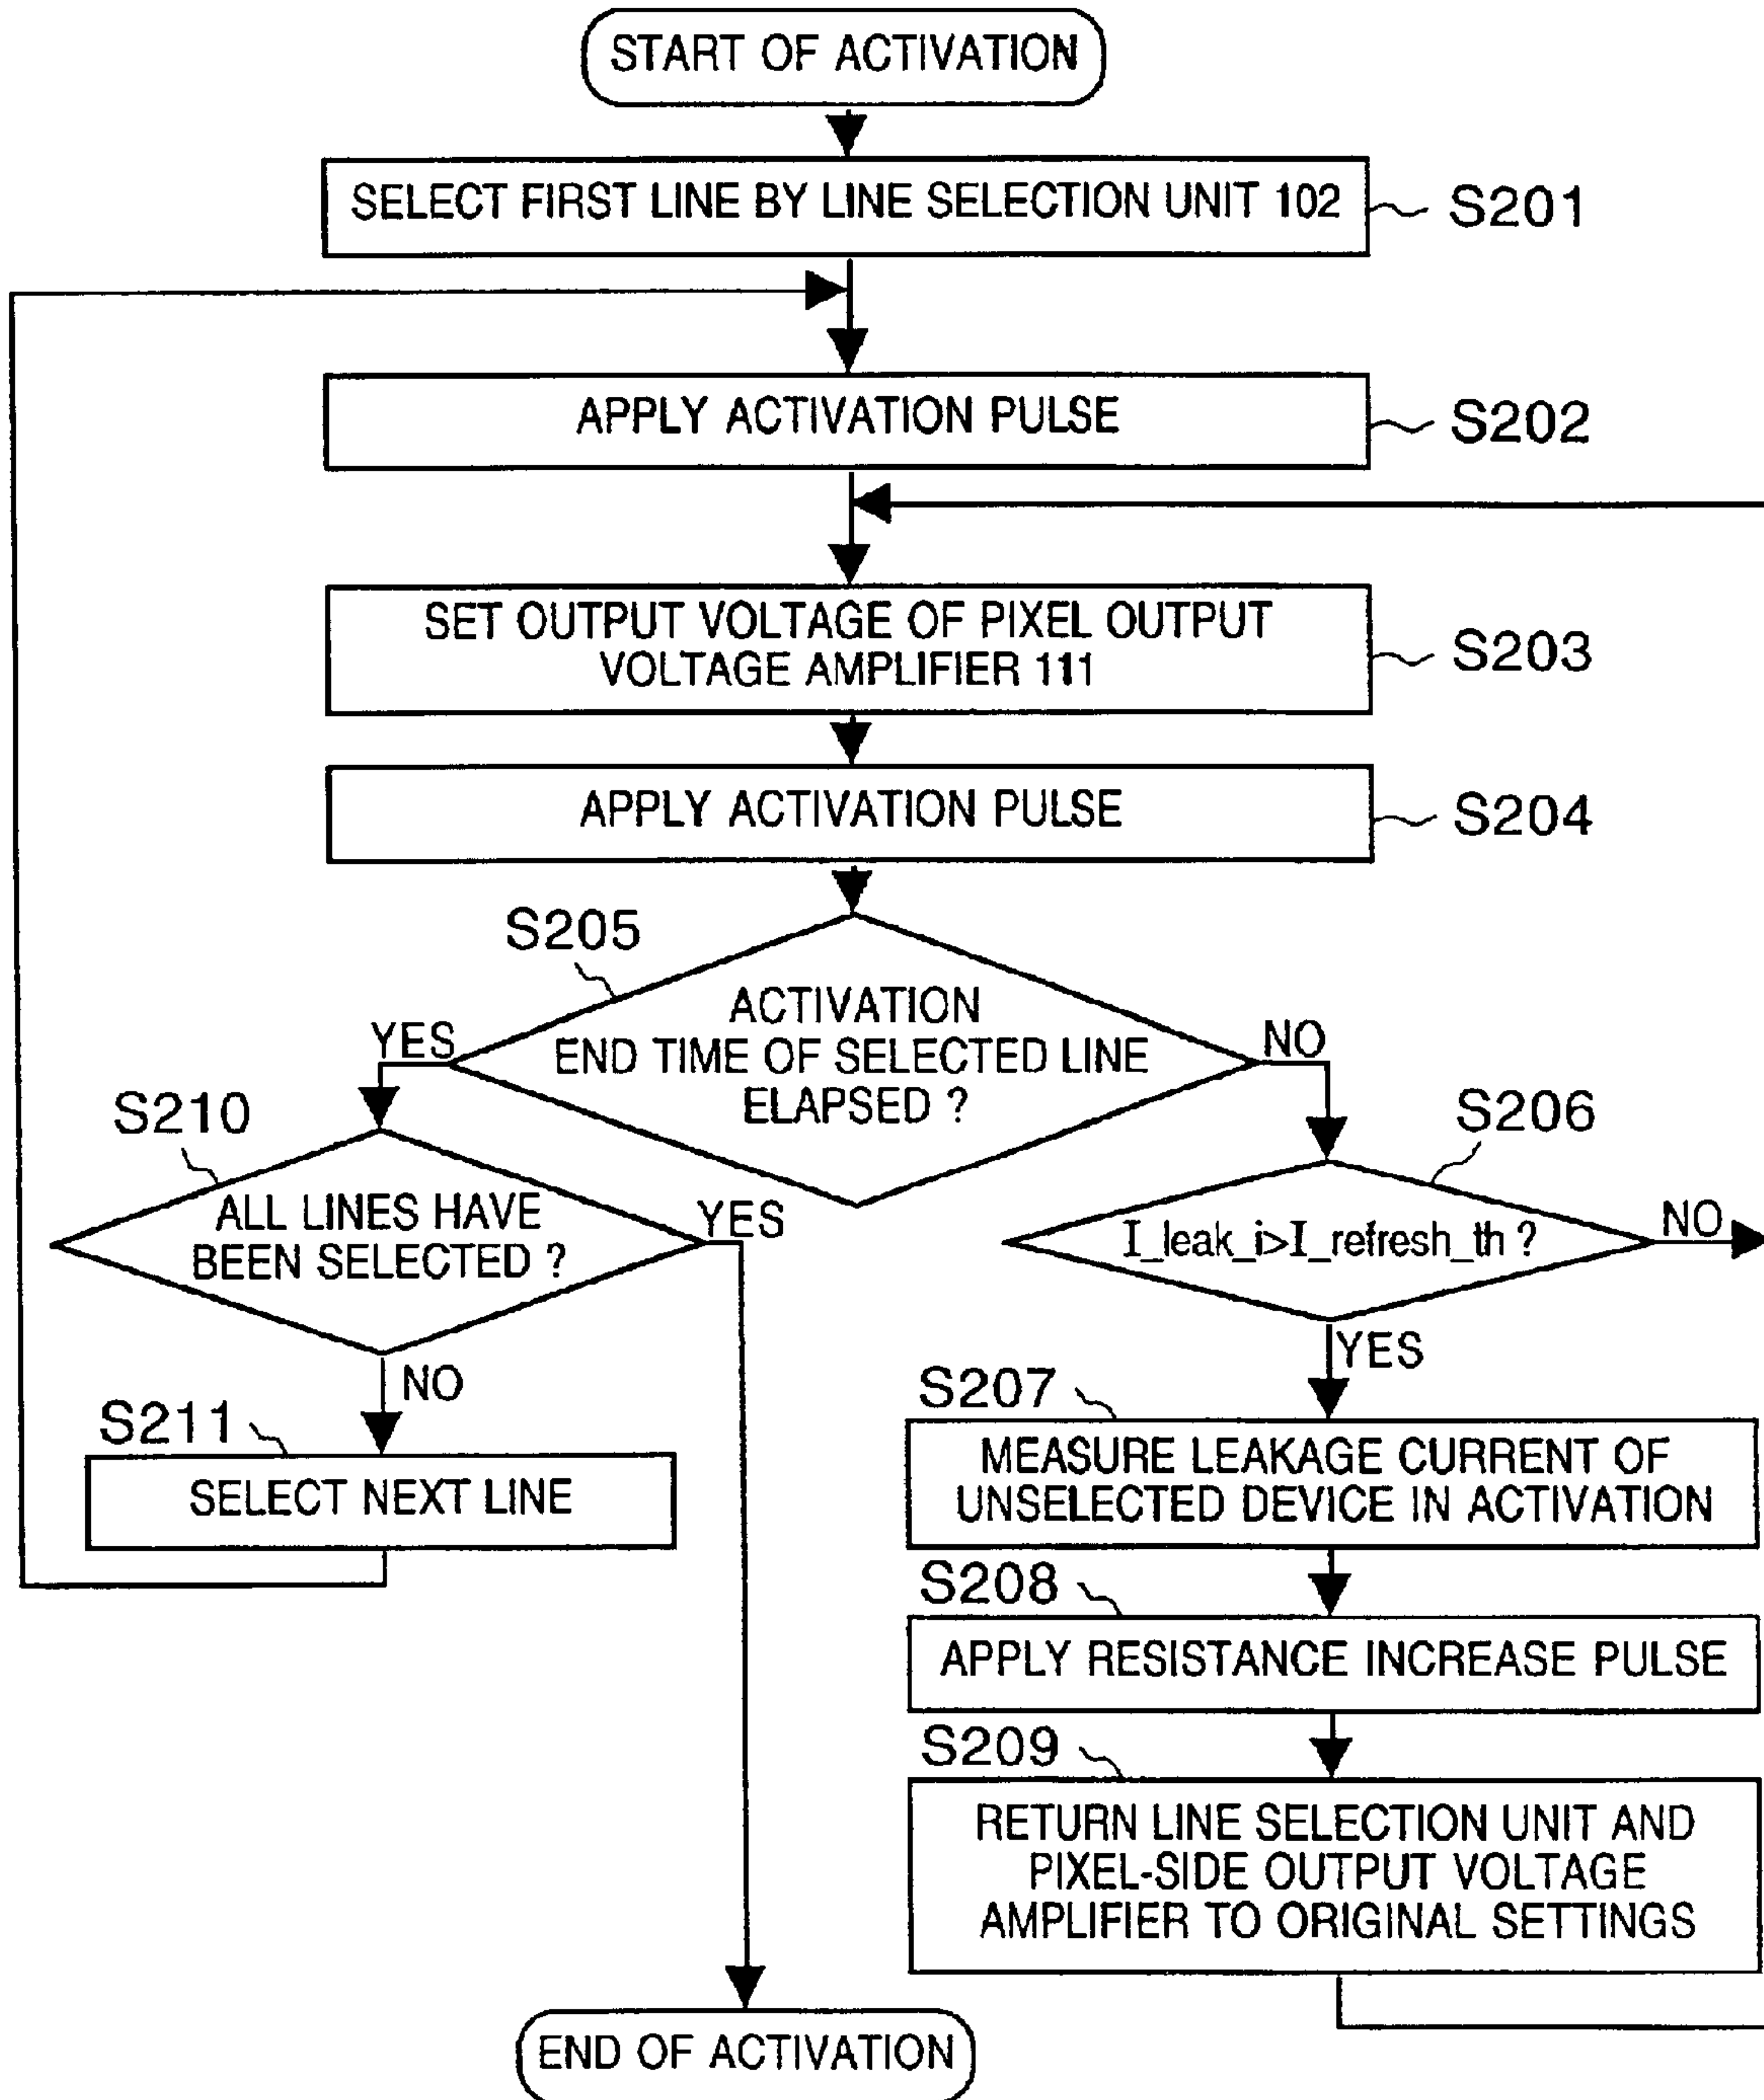 START OF ACTIVATION
SELECT FIRST LINE BY LINE SELECTION UNIT 102
S201
APPLY ACTIVATION PULSE
S202
SET OUTPUT VOLTAGE OF PIXEL OUTPUT
VOLTAGE AMPLIFIER 111
S203
APPLY ACTIVATION PULSE
S204
S205
ACTIVATION
END TIME OF SELECTED LINE
ELAPSED ?
YES
NO
S210
ALL LINES HAVE
BEEN SELECTED ?
YES
NO
S211
SELECT NEXT LINE
S206
I_leak_i>I_refresh_th ?
NO
YES
S207
MEASURE LEAKAGE CURRENT OF
UNSELECTED DEVICE IN ACTIVATION
S208
APPLY RESISTANCE INCREASE PULSE
S209
RETURN LINE SELECTION UNIT AND
PIXEL-SIDE OUTPUT VOLTAGE
AMPLIFIER TO ORIGINAL SETTINGS
END OF ACTIVATION